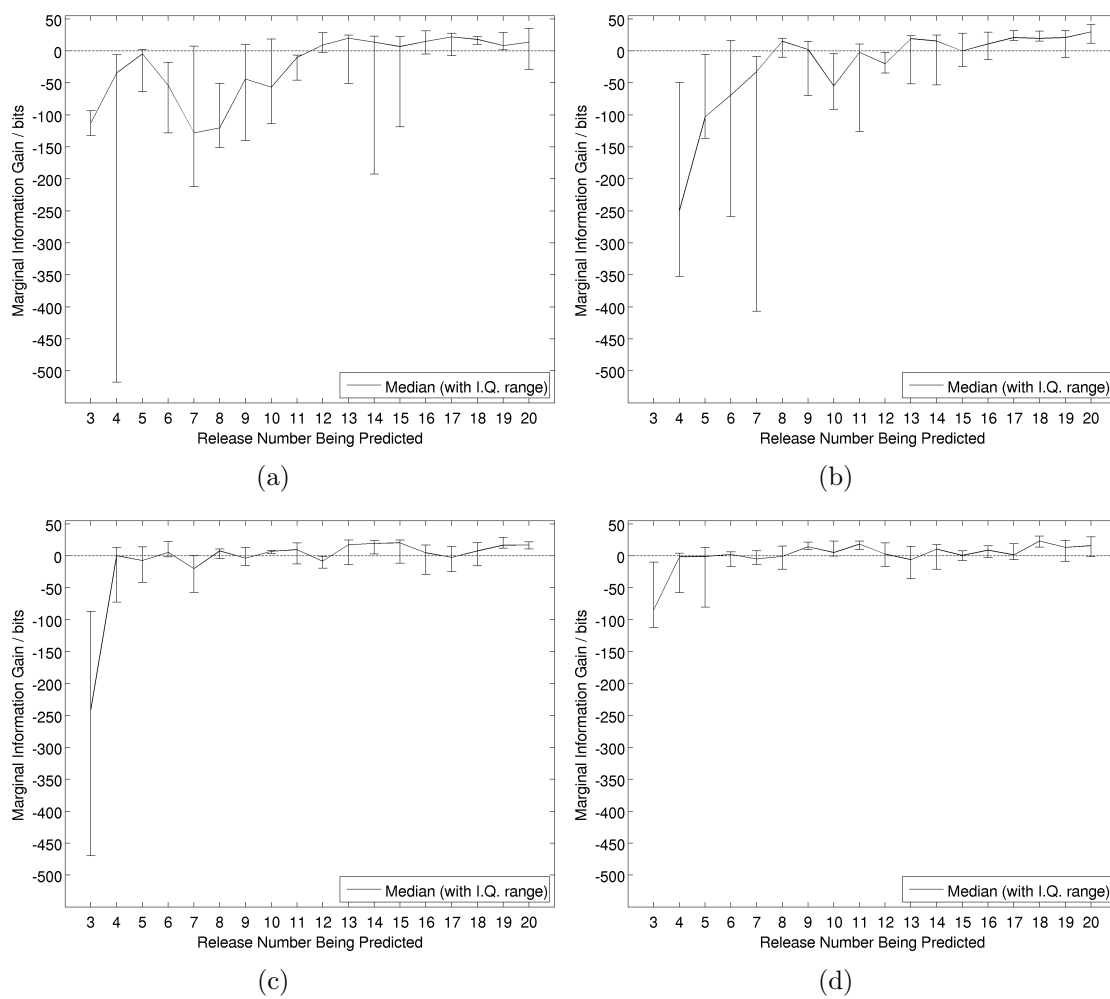 50
0
-50
-100
-150
-200
-250
-300
-350
-400
-450
-500
Marginal Information Gain / bits
Median (with I.Q. range)
3 4 5 6 7 8 9 10 11 12 13 14 15 16 17 18 19 20
Release Number Being Predicted
(a)
50
0
-50
-100
-150
-200
-250
-300
-350
-400
-450
-500
Marginal Information Gain / bits
Median (with I.Q. range)
3 4 5 6 7 8 9 10 11 12 13 14 15 16 17 18 19 20
Release Number Being Predicted
(b)
50
0
-50
-100
-150
-200
-250
-300
-350
-400
-450
-500
Marginal Information Gain / bits
Median (with I.Q. range)
3 4 5 6 7 8 9 10 11 12 13 14 15 16 17 18 19 20
Release Number Being Predicted
(c)
50
0
-50
-100
-150
-200
-250
-300
-350
-400
-450
-500
Marginal Information Gain / bits
Median (with I.Q. range)
3 4 5 6 7 8 9 10 11 12 13 14 15 16 17 18 19 20
Release Number Being Predicted
(d)